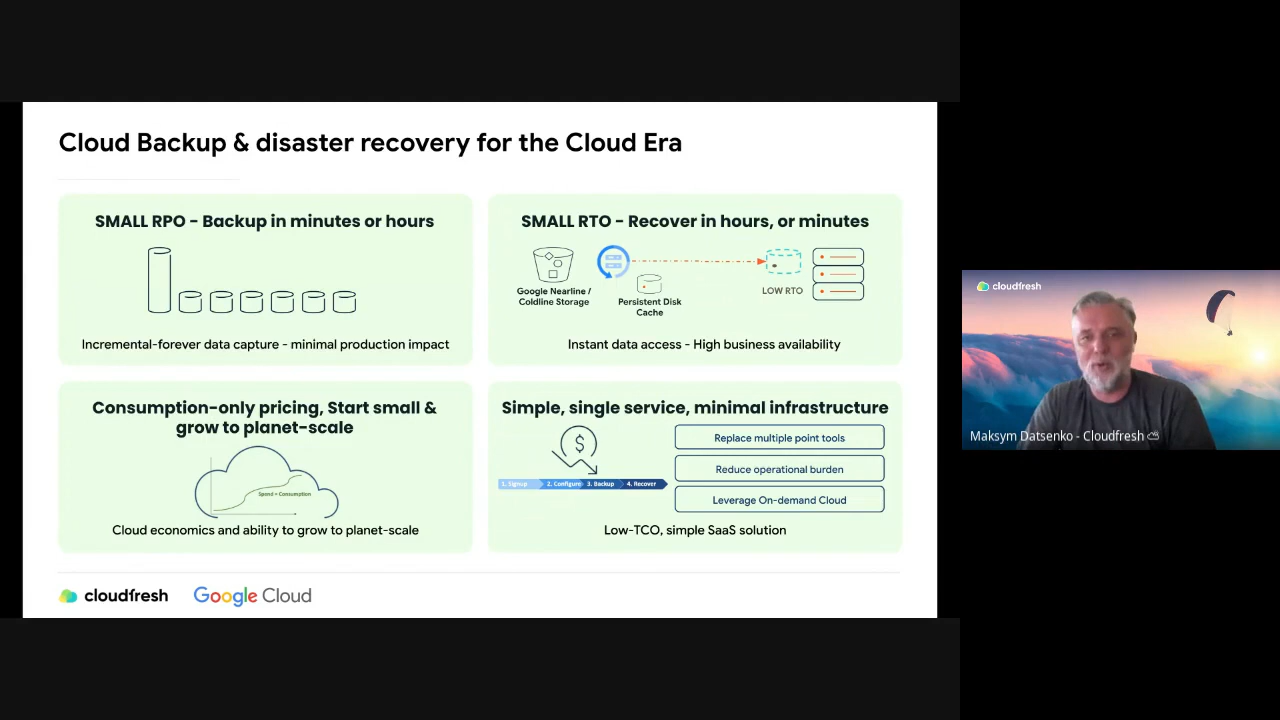 Cloud Backup & disaster recovery for the Cloud Era
SMALL RPO - Backup in minutes or hours
Incremental-forever data capture - minimal production impact
SMALL RTO - Recover in hours, or minutes
Google Nearline /
Coldline Storage
Persistent Disk
Cache
LOW RTO
Instant data access - High business availability
Consumption-only pricing, Start small &
grow to planet-scale
Spend = Consumption
Cloud economics and ability to grow to planet-scale
Simple, single service, minimal infrastructure
1. Signup
2. Configure
3. Backup
4. Recover
Replace multiple point tools
Reduce operational burden
Leverage On-demand Cloud
Low-TCO, simple SaaS solution
cloudfresh
Google Cloud
cloudfresh
Maksym Datsenko - Cloudfresh